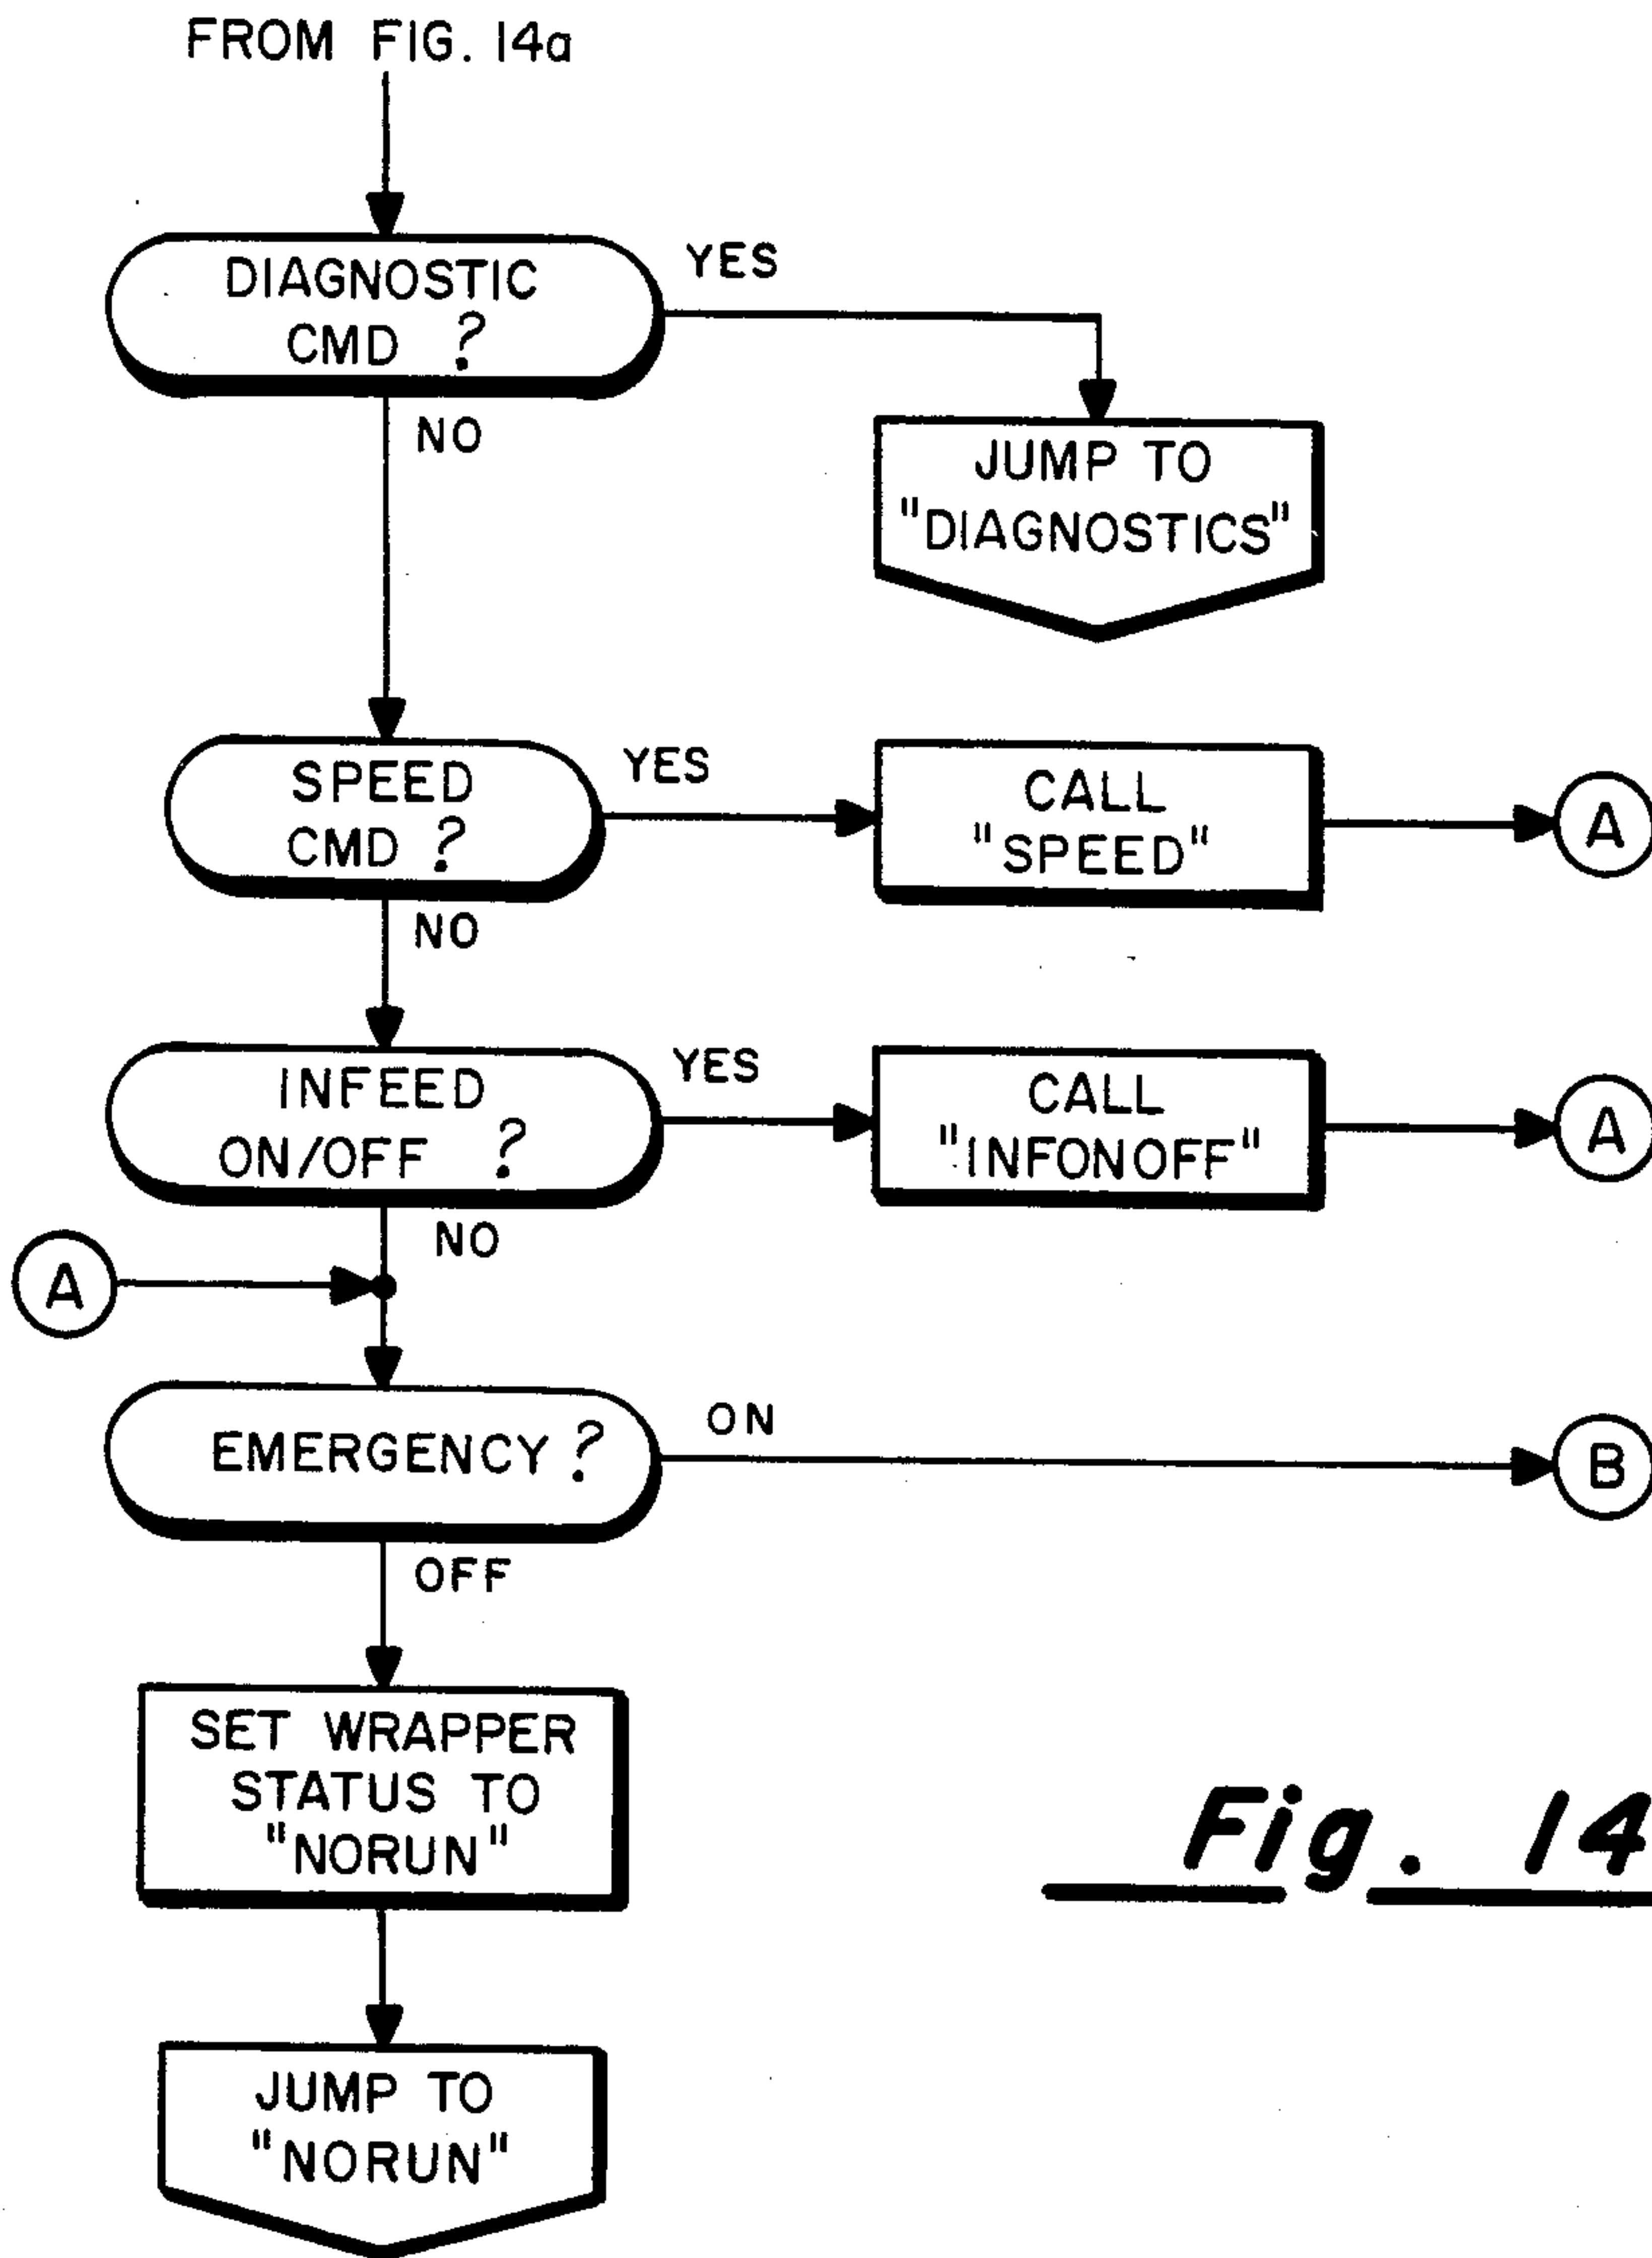 FROM FIG. 14a
DIAGNOSTIC
CMD ?
YES
NO
JUMP TO
"DIAGNOSTICS"
SPEED
CMD ?
YES
NO
CALL
"SPEED"
A
INFEED
ON/OFF ?
YES
NO
CALL
"INFONOFF"
A
A
EMERGENCY ?
ON
B
OFF
SET WRAPPER
STATUS TO
"NORUN"
Fig. 14
JUMP TO
"NORUN"